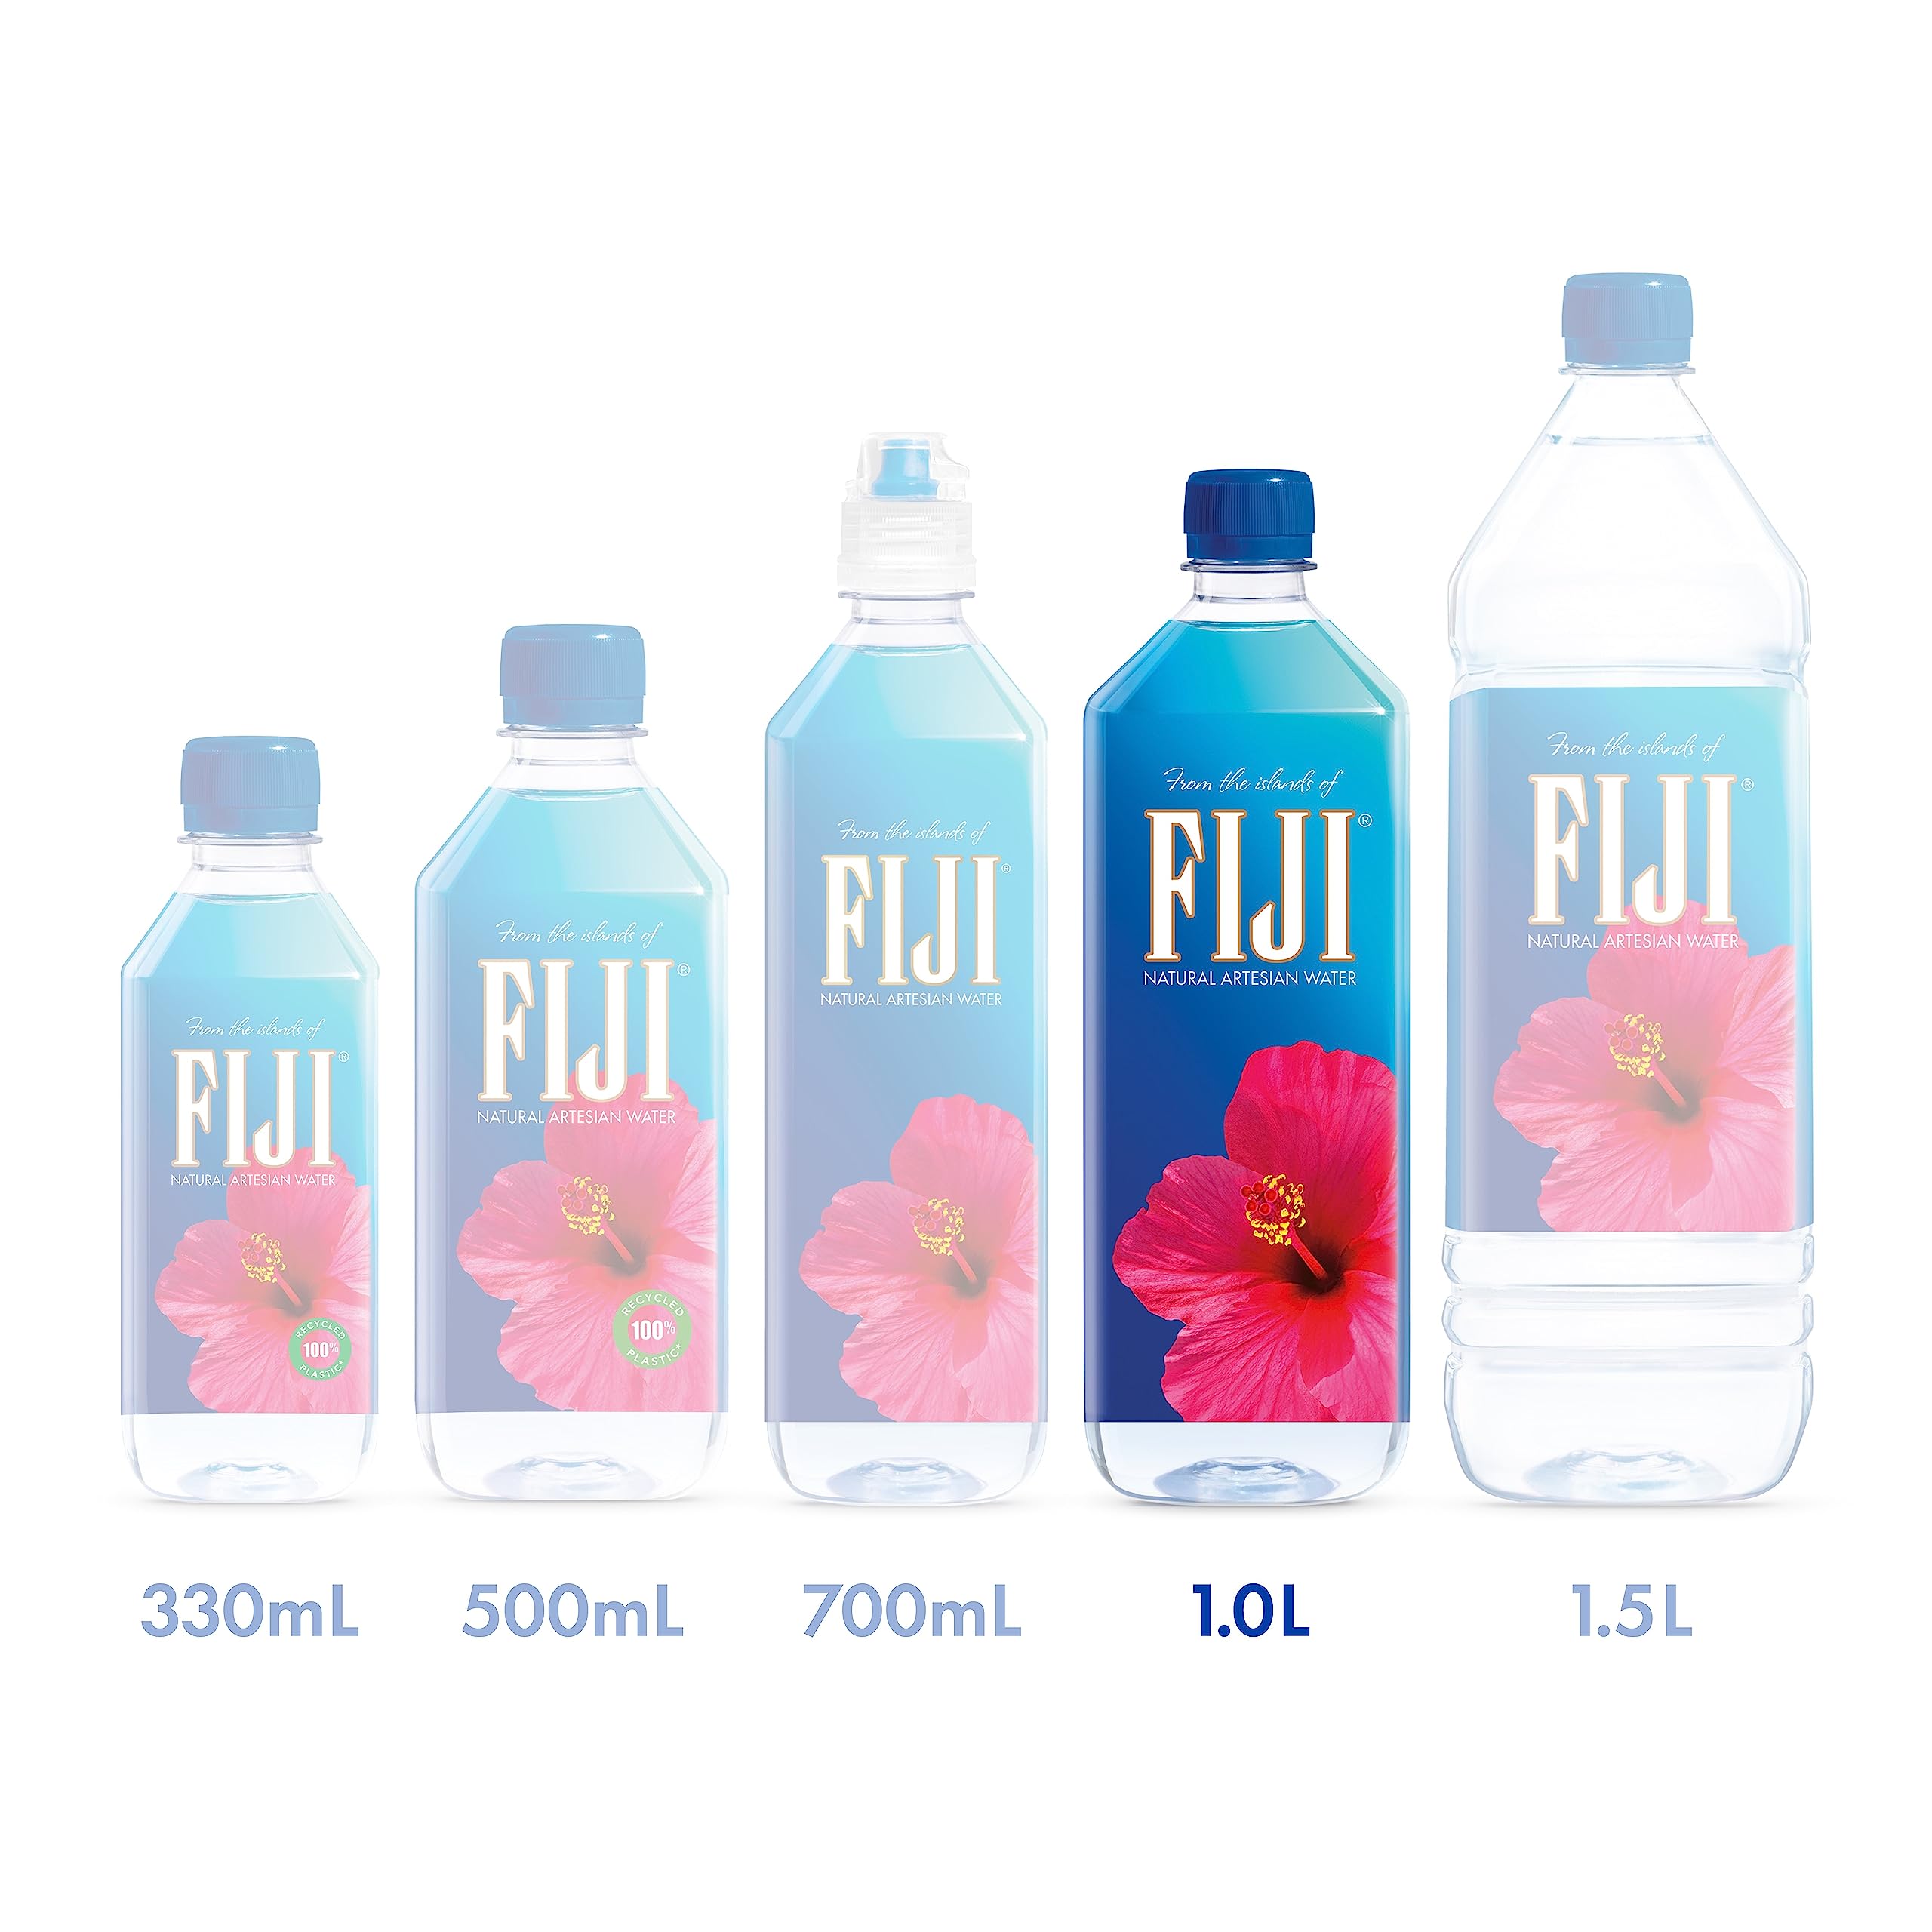 From the islands of
FIJI®
NATURAL ARTESIAN WATER
RECYCLED
100%
PLASTIC*
330mL
From the islands of
FIJI®
NATURAL ARTESIAN WATER
RECYCLED
100%
PLASTIC*
500mL
From the islands of
FIJI®
NATURAL ARTESIAN WATER
700mL
From the islands of
FIJI®
NATURAL ARTESIAN WATER
1.0L
From the islands of
FIJI®
NATURAL ARTESIAN WATER
1.5L